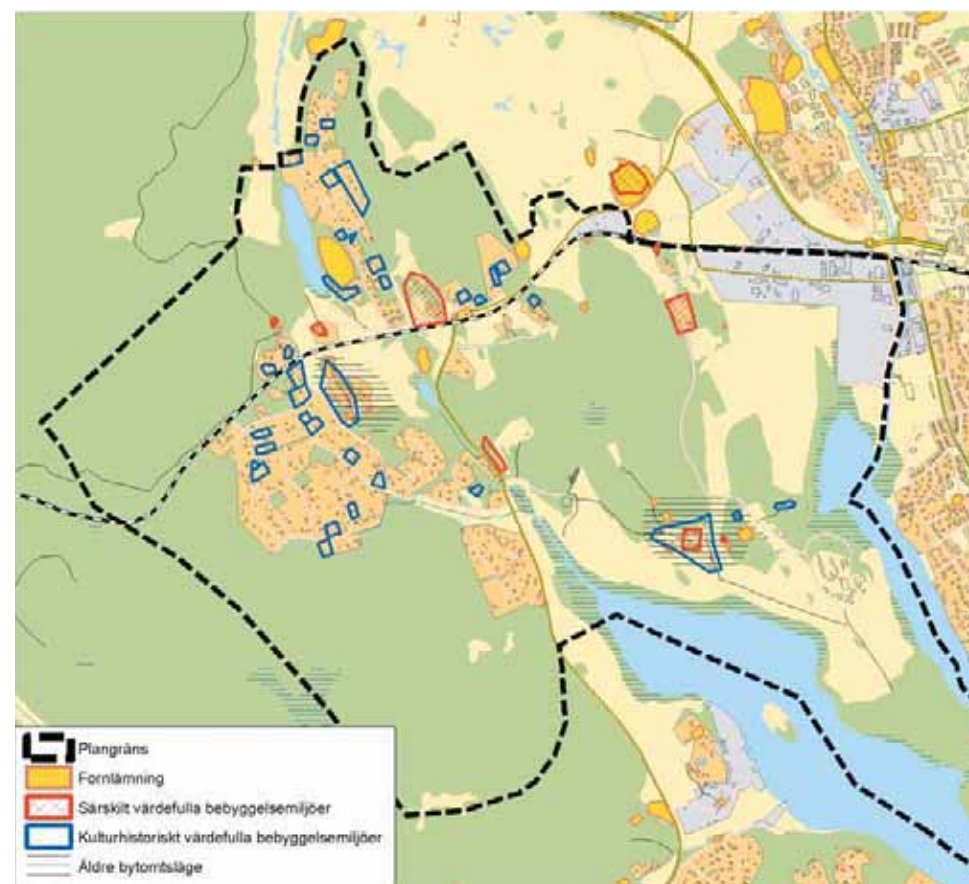 Plangräns
Fornlämning
Särskilt värdefulla bebyggelsemiljöer
Kulturhistoriskt värdefulla bebyggelsemiljöer
Äldre bytomtsläge